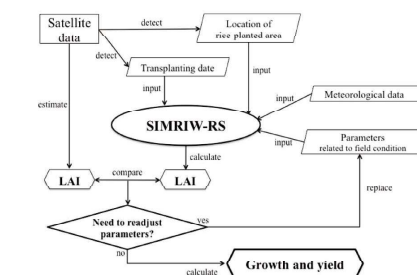 Satellite
data
detect
Location of
rice planted area
detect
Transplanting date
input
input
estimate
input
Meteorological data
SIMRIW-RS
input
Parameters
related to field condition
calculate
LAI
compare
LAI
replace
Need to readjust
parameters?
yes
no
calculate
Growth and yield